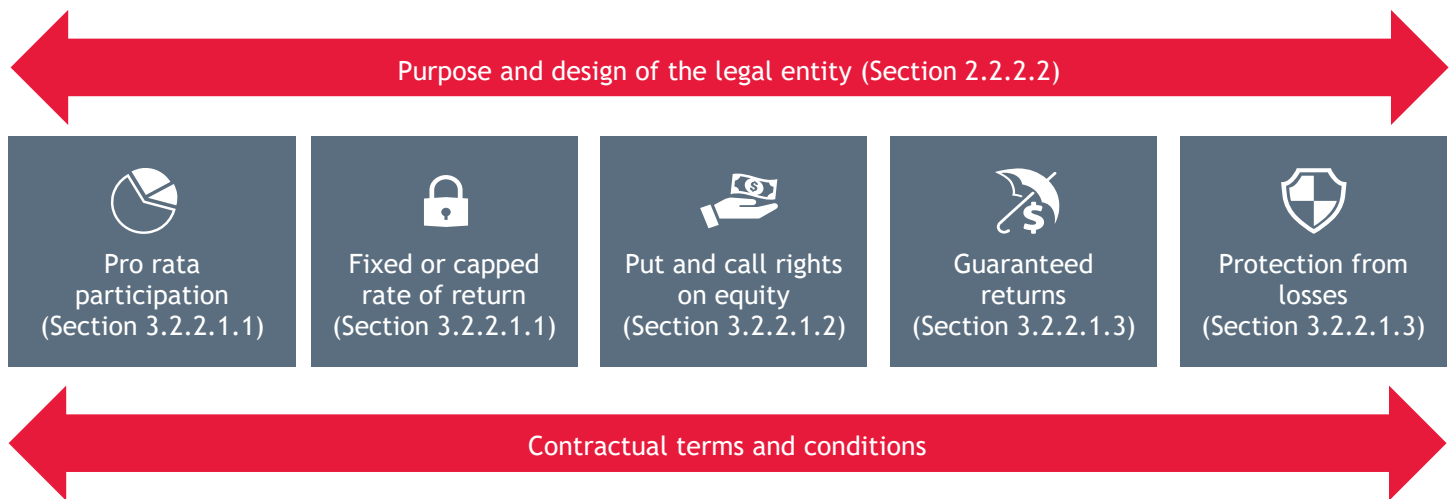 Purpose and design of the legal entity (Section 2.2.2.2)
Pro rata
participation
(Section 3.2.2.1.1)
Fixed or capped
rate of return
(Section 3.2.2.1.1)
Put and call rights
on equity
(Section 3.2.2.1.2)
$
Guaranteed
returns
(Section 3.2.2.1.3)
Protection from
losses
(Section 3.2.2.1.3)
Contractual terms and conditions